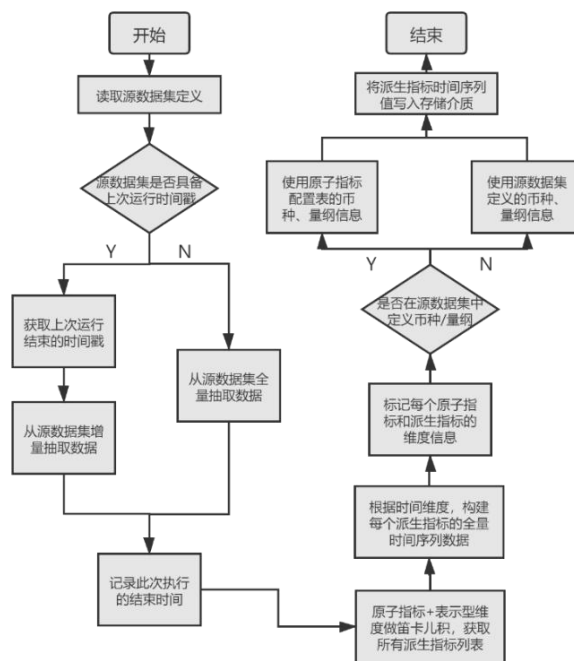 开始
读取源数据集定义
源数据集是否具备
上次运行时间戳
Y
N
获取上次运行
结束的时间戳
从源数据集增
量抽取数据
从源数据集全
量抽取数据
记录此次执行
的结束时间
原子指标+表示型维
度做笛卡儿积，获取
所有派生指标列表
根据时间维度，构建
每个派生指标的全量
时间序列数据
标记每个原子指
标和派生指标的
维度信息
是否在源数据集中
定义币种/量纲
Y
N
使用原子指标
配置表的币
种、量纲信息
使用源数据集
定义的币种、
量纲信息
将派生指标时间序列
值写入存储介质
结束